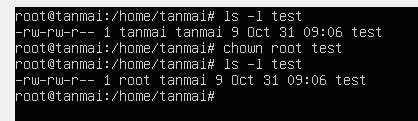 root@tanmai:/home/tanmai# ls -l test
-rw-rw-r-- 1 tanmai tanmai 9 Oct 31 09:06 test
root@tanmai:/home/tanmai# chown root test
root@tanmai:/home/tanmai# ls -l test
-rw-rw-r-- 1 root tanmai 9 Oct 31 09:06 test
root@tanmai:/home/tanmai#